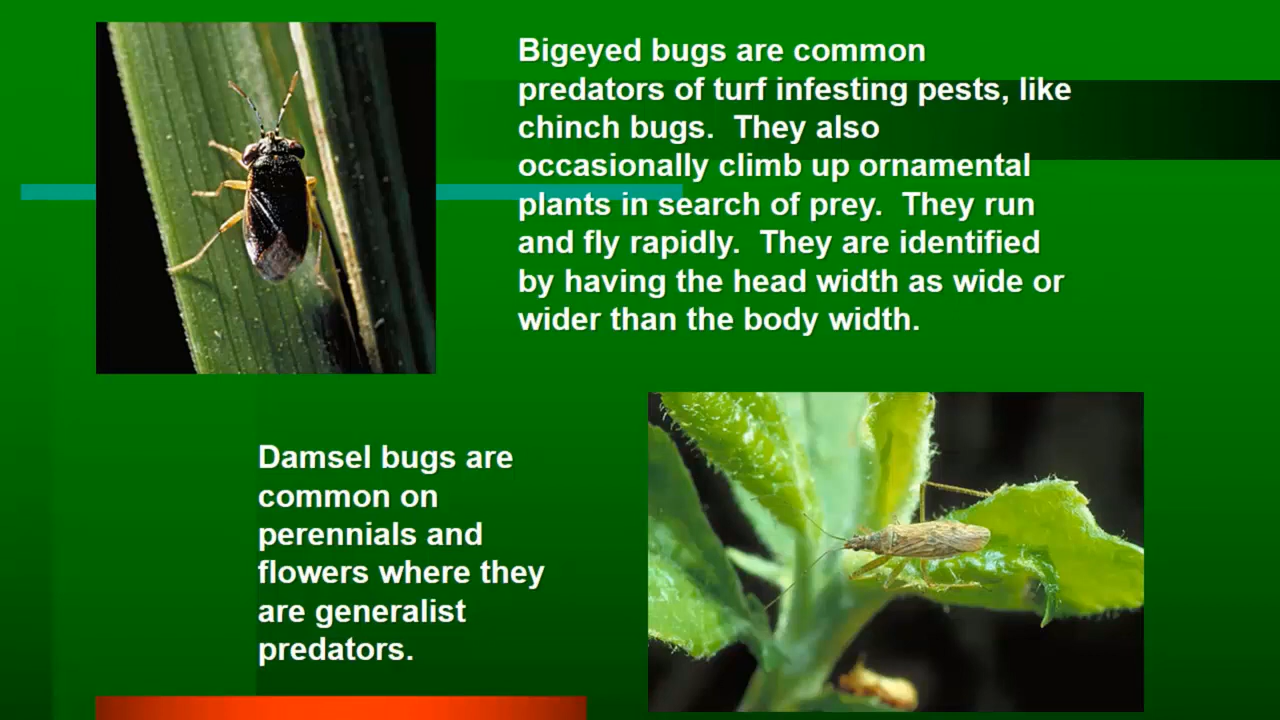 Bigeyed bugs are common
predators of turf infesting pests, like
chinch bugs.  They also
occasionally climb up ornamental
plants in search of prey.  They run
and fly rapidly.  They are identified
by having the head width as wide or
wider than the body width.
Damsel bugs are
common on
perennials and
flowers where they
are generalist
predators.